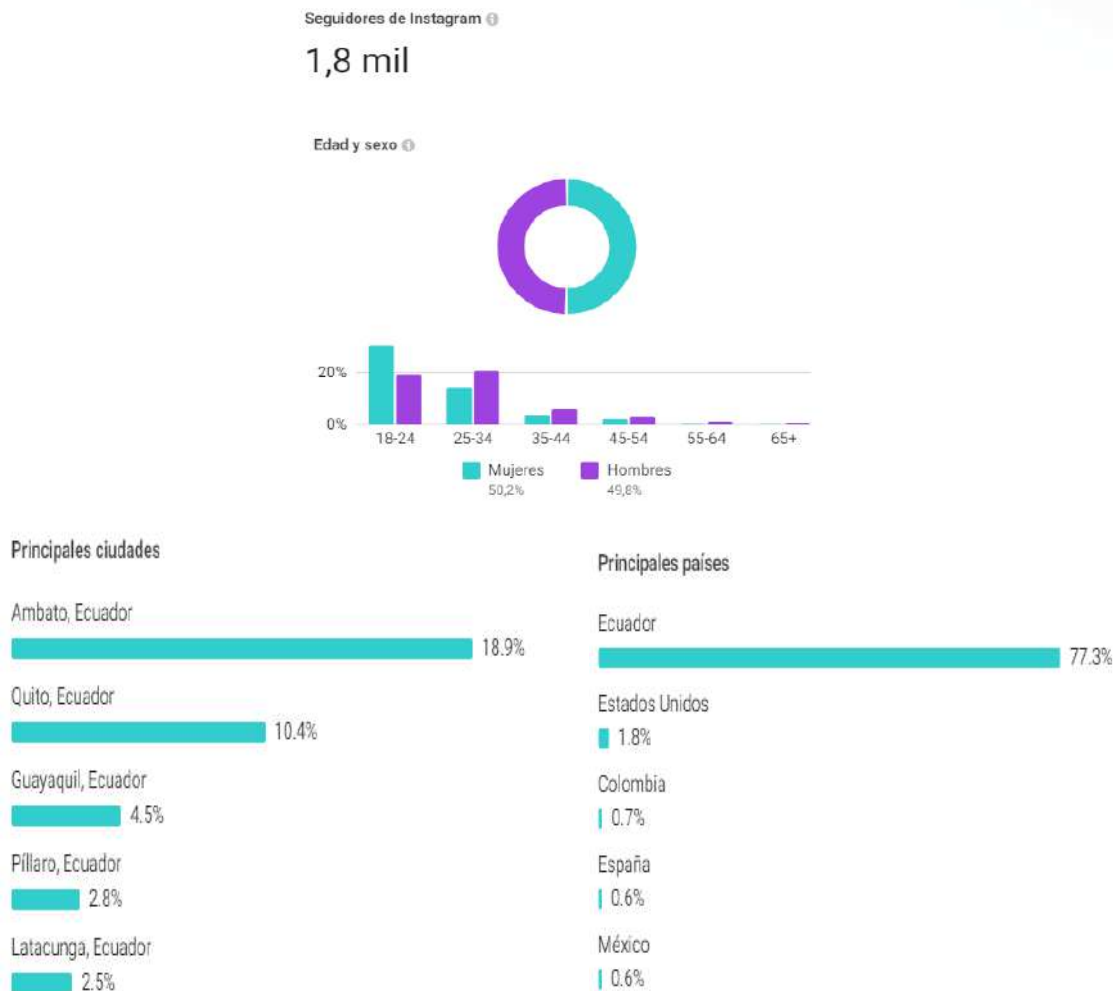 Seguidores de Instagram
1,8 mil
Edad y sexo
20%
0%
18-24 25-34 35-44 45-54 55-64 65+
Mujeres Hombres
50,2% 49,8%
Principales ciudades
Ambato, Ecuador
18.9%
Quito, Ecuador
10.4%
Guayaquil, Ecuador
4.5%
Píllaro, Ecuador
2.8%
Latacunga, Ecuador
2.5%
Principales países
Ecuador
77.3%
Estados Unidos
1.8%
Colombia
0.7%
España
0.6%
México
0.6%